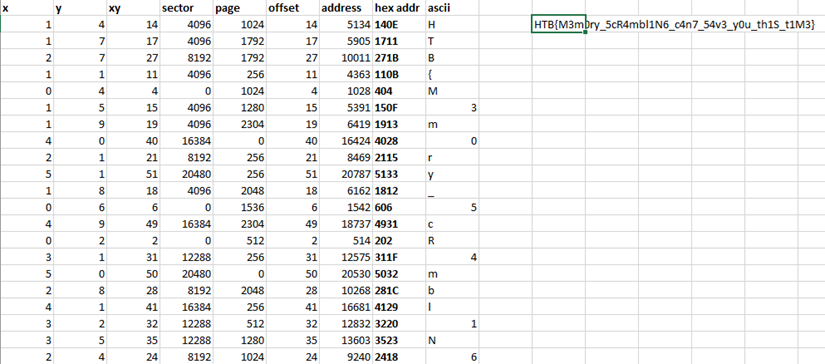 x y xy sector page offset address hex addr ascii
1 4 14 4096 1024 14 5134 140E H HTB{M3m0ry_5cR4mbl1N6_c4n7_54v3_y0u_th1S_t1M3}
1 7 17 4096 1792 17 5905 1711 T
2 7 27 8192 1792 27 10011 271B B
1 1 11 4096 256 11 4363 110B {
0 4 4 0 1024 4 1028 404 M
1 5 15 4096 1280 15 5391 150F 3
1 9 19 4096 2304 19 6419 1913 m
4 0 40 16384 0 40 16424 4028 0
2 1 21 8192 256 21 8469 2115 r
5 1 51 20480 256 51 20787 5133 y
1 8 18 4096 2048 18 6162 1812 _
0 6 6 0 1536 6 1542 606 5
4 9 49 16384 2304 49 18737 4931 c
0 2 2 0 512 2 514 202 R
3 1 31 12288 256 31 12575 311F 4
5 0 50 20480 0 50 20530 5032 m
2 8 28 8192 2048 28 10268 281C b
4 1 41 16384 256 41 16681 4129 l
3 2 32 12288 512 32 12832 3220 1
3 5 35 12288 1280 35 13603 3523 N
2 4 24 8192 1024 24 9240 2418 6